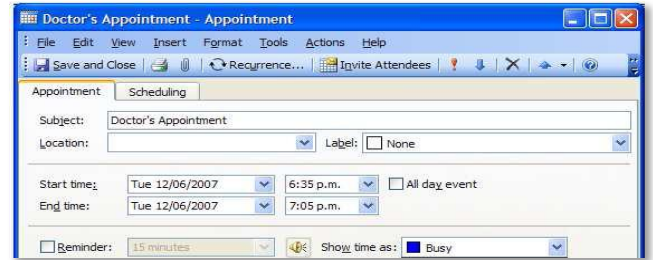 Doctor's Appointment - Appointment
File Edit View Insert Format Tools Actions Help
Save and Close Recurrence... Invite Attendees
Appointment Scheduling
Subject: Doctor's Appointment
Location: Label: None
Start time: Tue 12/06/2007 6:35 p.m. All day event
End time: Tue 12/06/2007 7:05 p.m.
Reminder: 15 minutes Show time as: Busy